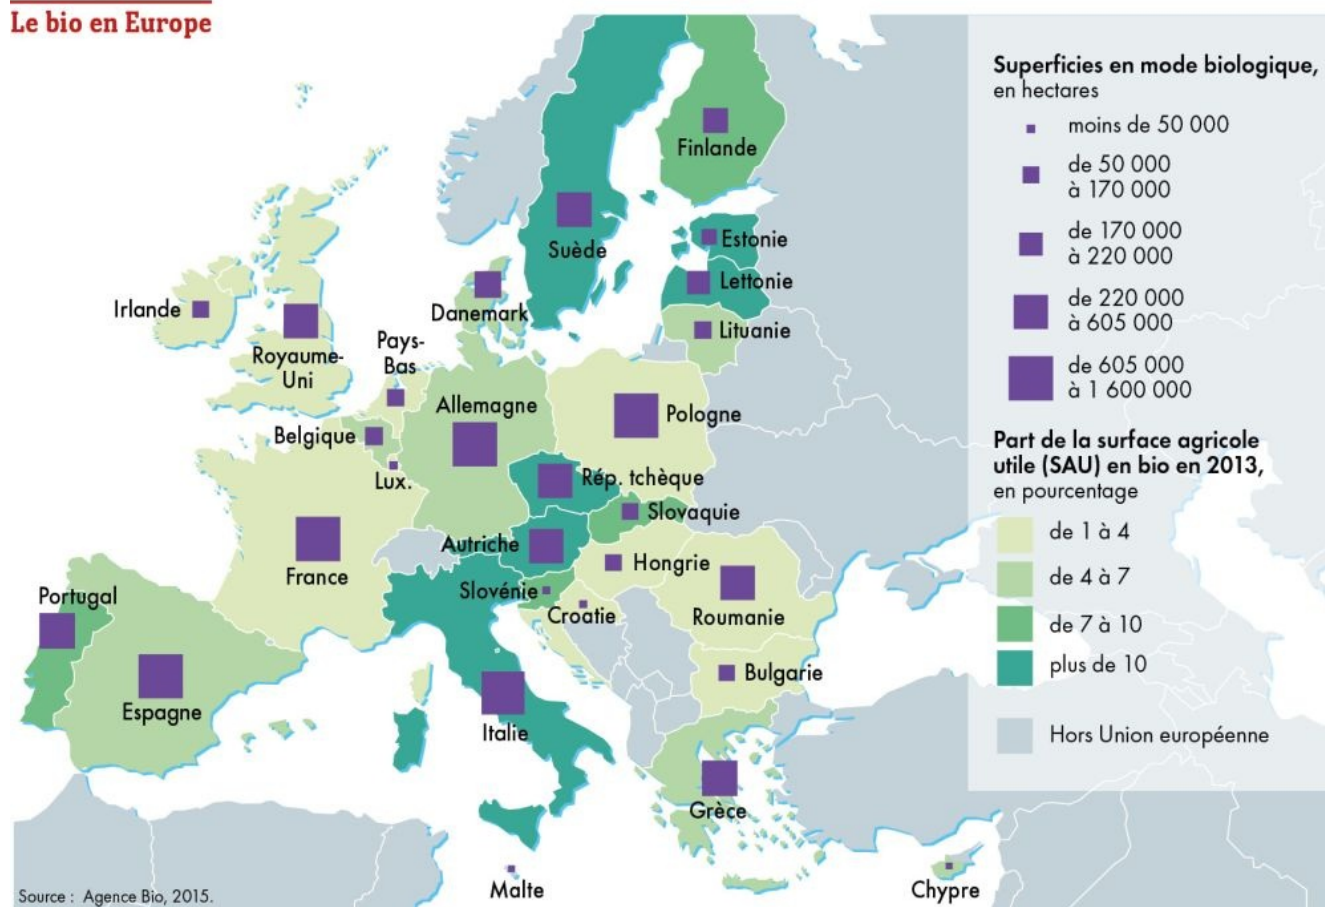 Le bio en Europe
Finlande
Suède
Estonie
Lettonie
Lituanie
Danemark
Irlande
Royaume-
Uni
Pays-
Bas
Belgique
Lux.
Allemagne
Pologne
Rép. tchèque
Slovaquie
Autriche
Hongrie
France
Slovénie
Croatie
Roumanie
Bulgarie
Portugal
Espagne
Italie
Grèce
Malte
Chypre
Source : Agence Bio, 2015.
Superficies en mode biologique,
en hectares
moins de 50 000
de 50 000
à 170 000
de 170 000
à 220 000
de 220 000
à 605 000
de 605 000
à 1 600 000
Part de la surface agricole
utile (SAU) en bio en 2013,
en pourcentage
de 1 à 4
de 4 à 7
de 7 à 10
plus de 10
Hors Union européenne